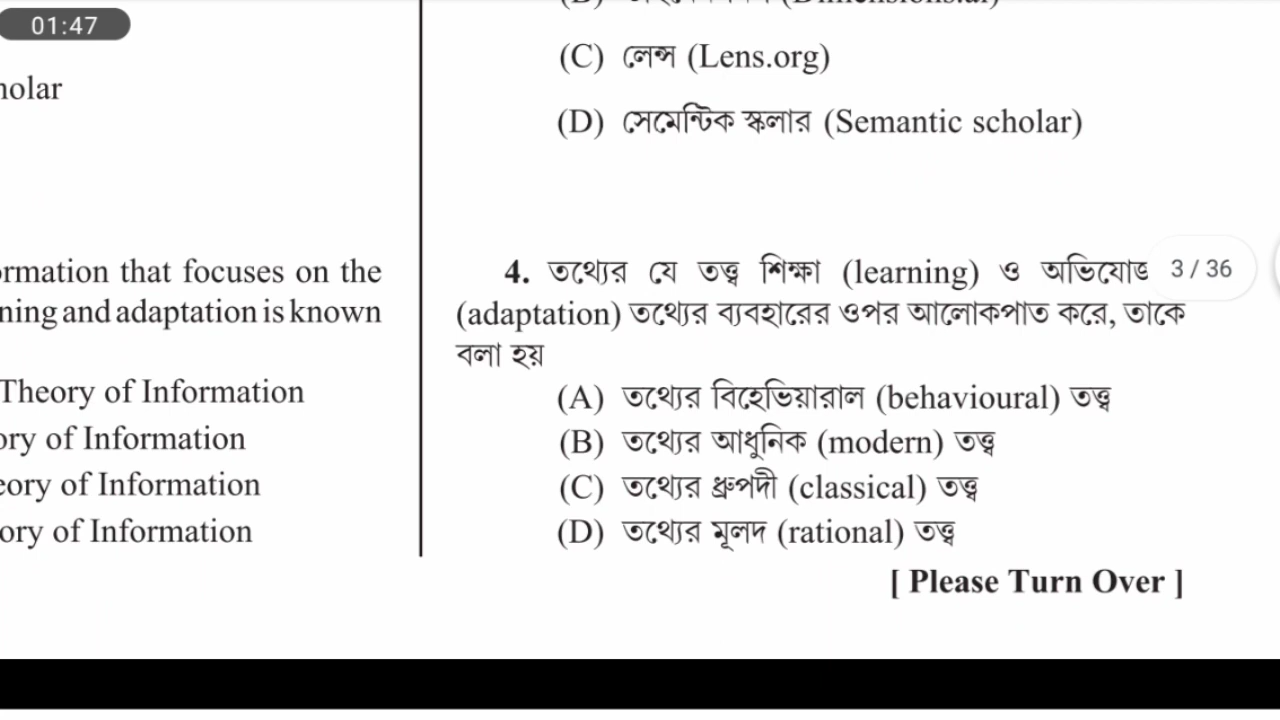 01:47
(C) লেন্স (Lens.org)
holar
(D) সেমেন্টিক স্কলার (Semantic scholar)
rmation that focuses on the
ning and adaptation is known
Theory of Information
ory of Information
eory of Information
ory of Information
4. তথ্যের যে তত্ত্ব শিক্ষা (learning) ও
3 / 36
(adaptation) তথ্যের ব্যবহারের ওপর আলোকপাত করে, তাকে
বলা হয়
(A) তথ্যের বিহেভিয়ারাল (behavioural) তত্ত্ব
(B) তথ্যের আধুনিক (modern) তত্ত্ব
(C) তথ্যের ধ্রুপদী (classical) তত্ত্ব
(D) তথ্যের মূলদ (rational) তত্ত্ব
[ Please Turn Over ]